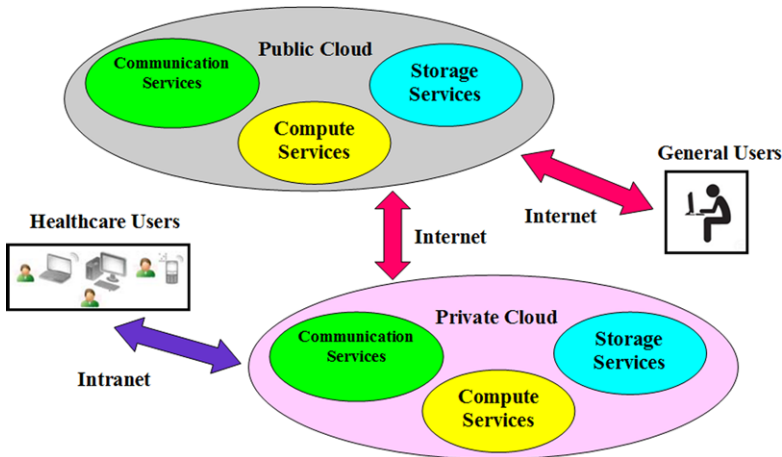 Public Cloud
Communication
Services
Storage
Services
Compute
Services
General Users
Internet
Healthcare Users
Internet
Private Cloud
Communication
Services
Storage
Services
Intranet
Compute
Services